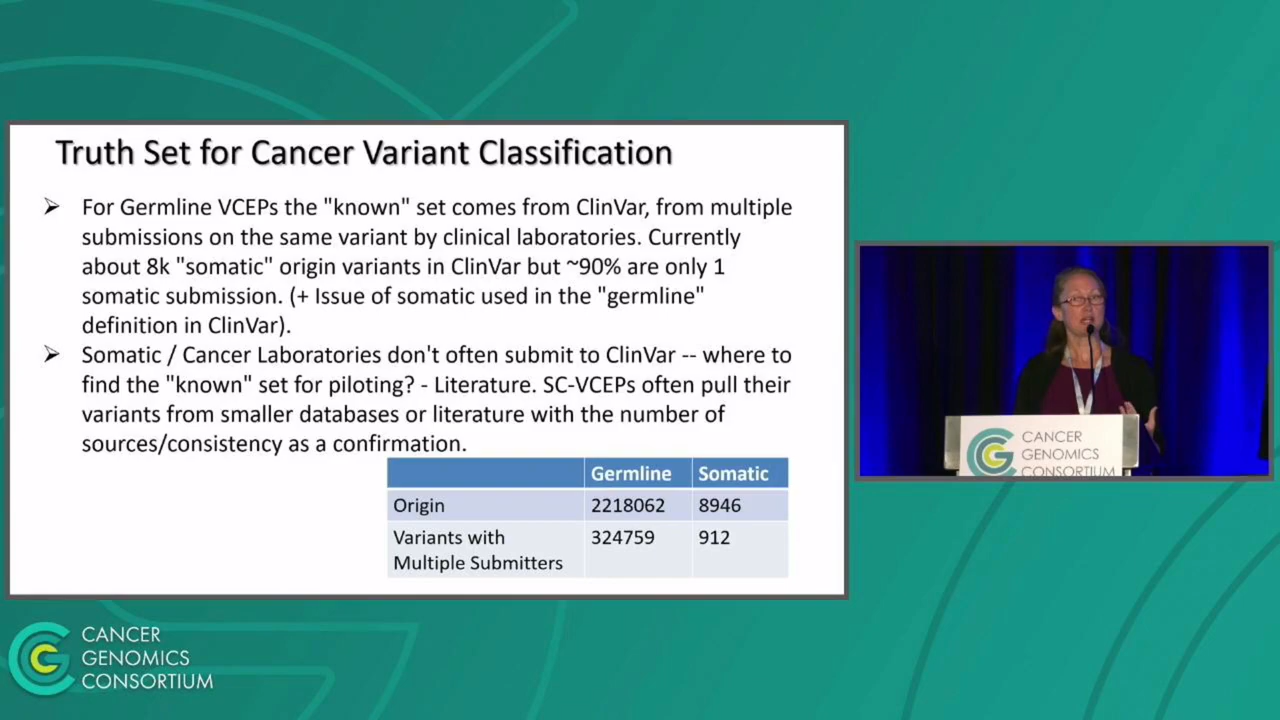 Truth Set for Cancer Variant Classification
➢ For Germline VCEPs the "known" set comes from ClinVar, from multiple
submissions on the same variant by clinical laboratories. Currently
about 8k "somatic" origin variants in ClinVar but ~90% are only 1
somatic submission. (+ Issue of somatic used in the "germline"
definition in ClinVar).
➢ Somatic / Cancer Laboratories don't often submit to ClinVar -- where to
find the "known" set for piloting? - Literature. SC-VCEPs often pull their
variants from smaller databases or literature with the number of
sources/consistency as a confirmation.
Germline Somatic
Origin 2218062 8946
Variants with
Multiple Submitters 324759 912
CANCER
GENOMICS
CONSORTIUM
CANCER
GENOMICS
CONSORTIUM